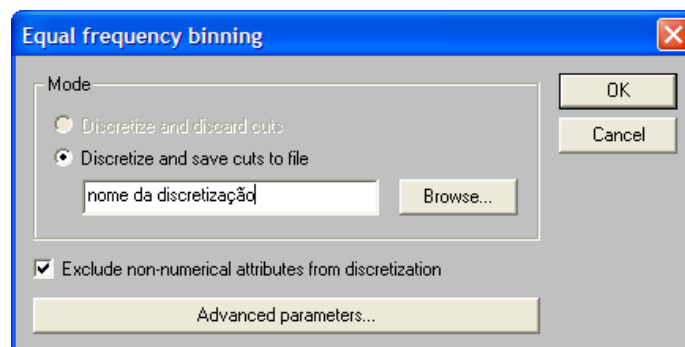 Equal frequency binning
Mode
OK
Discretize and discard cuts
Cancel
Discretize and save cuts to file
nome da discretização
Browse...
Exclude non-numerical attributes from discretization
Advanced parameters...